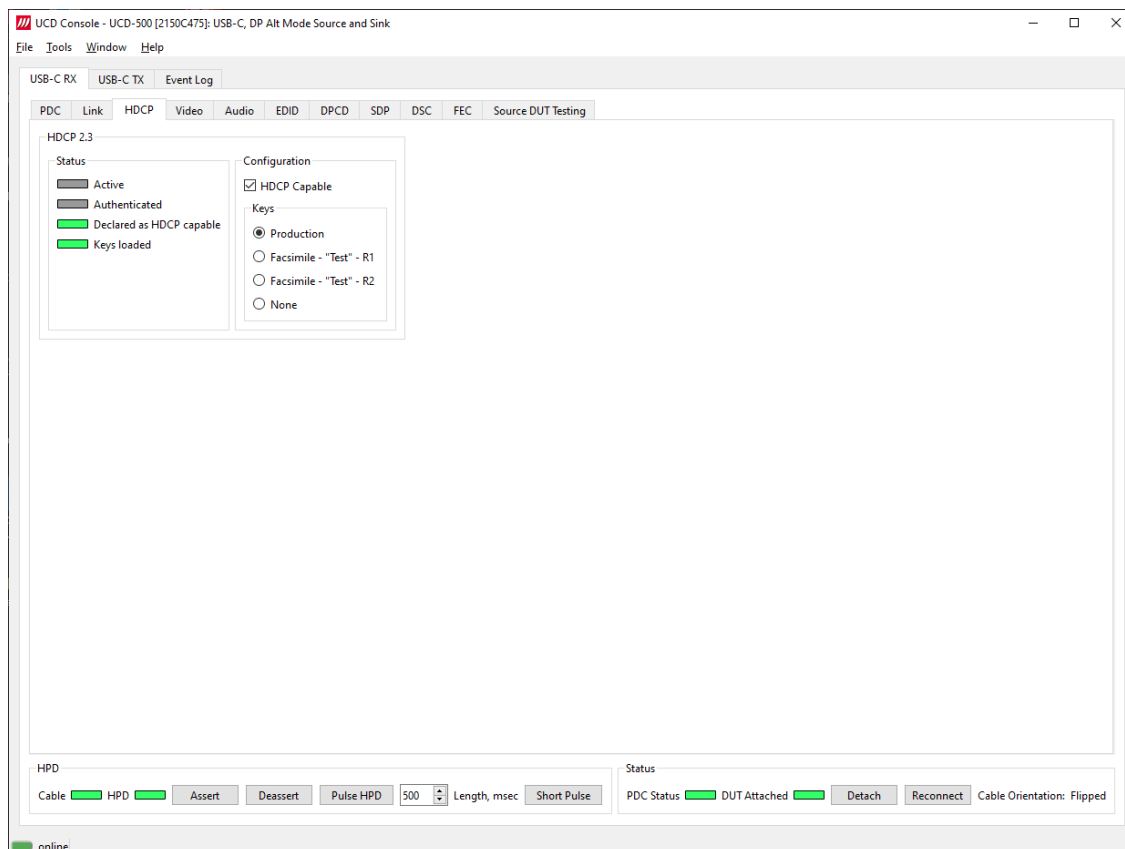 UCD Console - UCD-500 [2150C475]: USB-C, DP Alt Mode Source and Sink
File Tools Window Help
USB-C RX USB-C TX Event Log
PDC Link HDCP Video Audio EDID DPCD SDP DSC FEC Source DUT Testing
HDCP 2.3
Status
Active
Authenticated
Declared as HDCP capable
Keys loaded
Configuration
HDCP Capable
Keys
Production
Facsimile - "Test" - R1
Facsimile - "Test" - R2
None
HPD
Cable HPD Assert Deassert Pulse HPD 500 Length, msec Short Pulse
Status
PDC Status DUT Attached Detach Reconnect Cable Orientation: Flipped
online